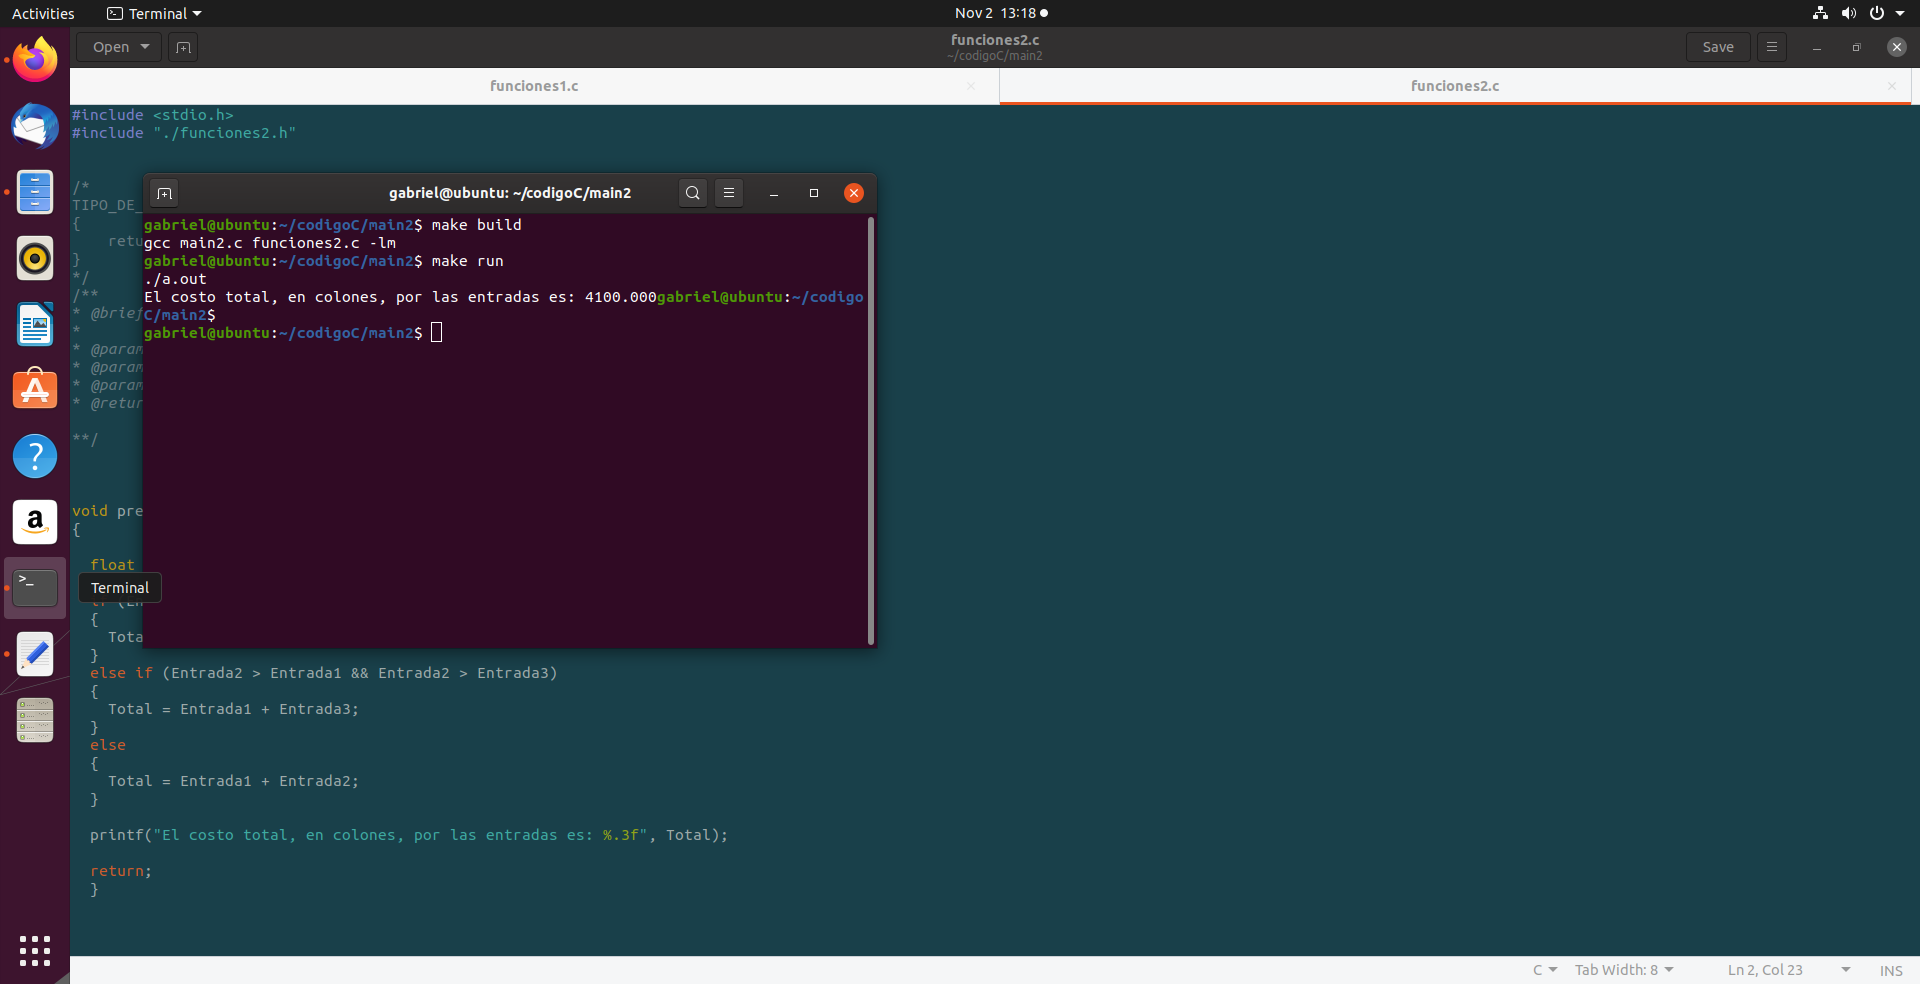 Activities
Terminal
Nov 2 13:18
Open
funciones2.c
~/codigoC/main2
Save
funciones1.c
funciones2.c
#include <stdio.h>
#include "./funciones2.h"
/*
TIPO_DE_
{
retu
}
*/
/**
* @brief
*
* @param
* @param
* @param
* @retur
**/
void pre
{
float
{
Tota
}
else if (Entrada2 > Entrada1 && Entrada2 > Entrada3)
{
Total = Entrada1 + Entrada3;
}
else
{
Total = Entrada1 + Entrada2;
}
printf("El costo total, en colones, por las entradas es: %.3f", Total);
return;
}
gabriel@ubuntu: ~/codigoC/main2
gabriel@ubuntu:~/codigoC/main2$ make build
gcc main2.c funciones2.c -lm
gabriel@ubuntu:~/codigoC/main2$ make run
./a.out
El costo total, en colones, por las entradas es: 4100.000gabriel@ubuntu:~/codigo
C/main2$
gabriel@ubuntu:~/codigoC/main2$
Terminal
C
Tab Width: 8
Ln 2, Col 23
INS